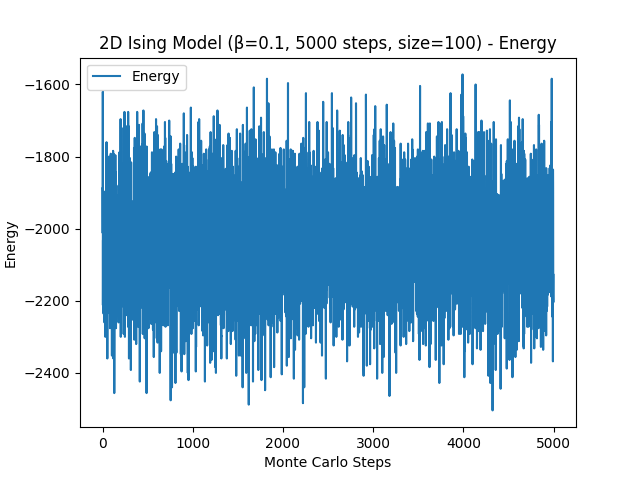 2D Ising Model (β=0.1, 5000 steps, size=100) - Energy
Energy
−1600
−1800
−2000
−2200
−2400
Energy
0 1000 2000 3000 4000 5000
Monte Carlo Steps